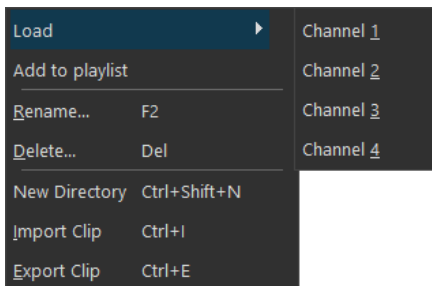 Load
Add to playlist
Rename... F2
Delete... Del
New Directory Ctrl+Shift+N
Import Clip Ctrl+I
Export Clip Ctrl+E
Channel 1
Channel 2
Channel 3
Channel 4